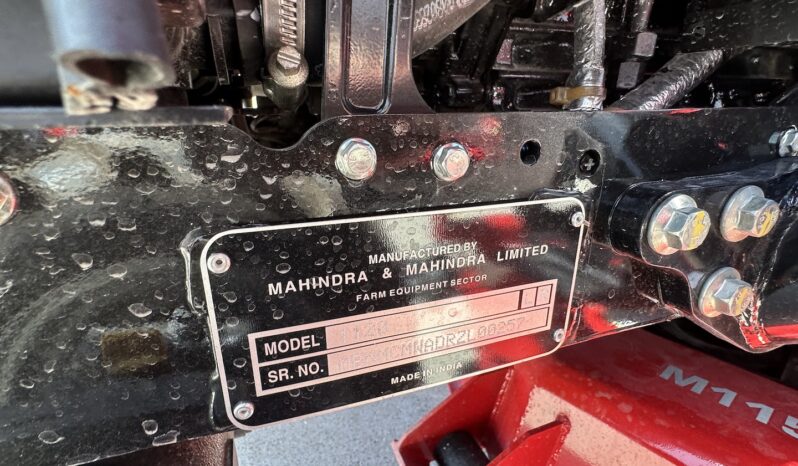 MANUFACTURED BY
MAHINDRA & MAHINDRA LIMITED
FARM EQUIPMENT SECTOR
MODEL
SR. NO.
MADE IN INDIA
M115